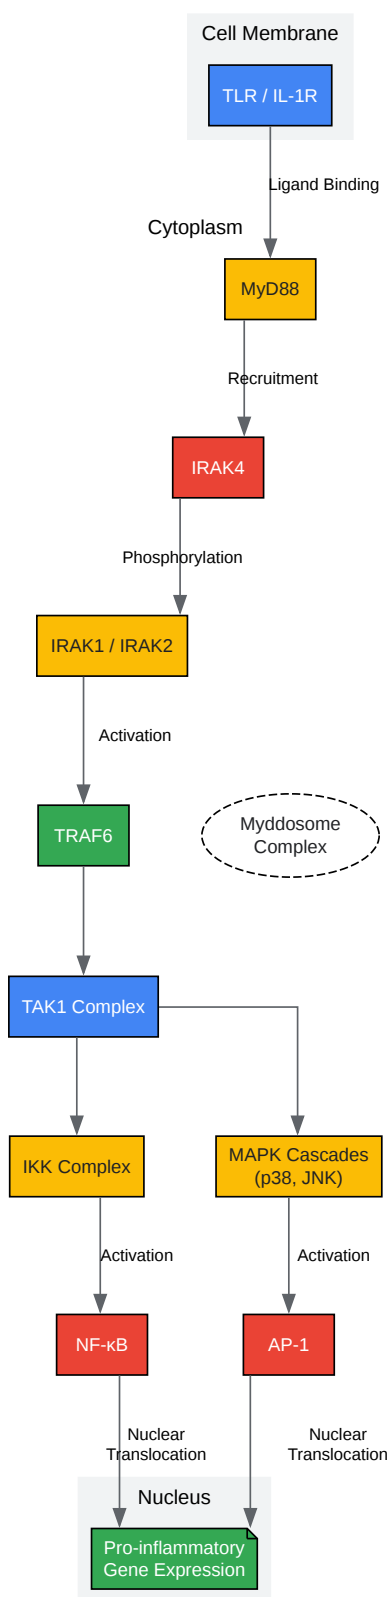 Cell Membrane
TLR / IL-1R
Ligand Binding
Cytoplasm
MyD88
Recruitment
IRAK4
Phosphorylation
IRAK1 / IRAK2
Activation
TRAF6
Myddosome
Complex
TAK1 Complex
IKK Complex
MAPK Cascades
(p38, JNK)
Activation
Activation
NF-κB
AP-1
Nuclear
Translocation
Nuclear
Translocation
Nucleus
Pro-inflammatory
Gene Expression